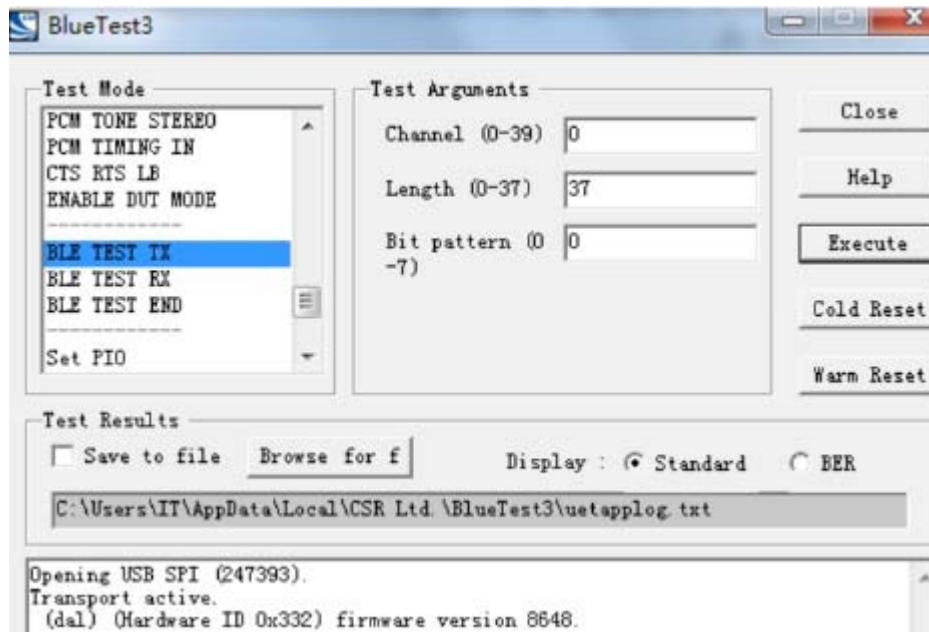 BlueTest3
Test Mode
PCM TONE STEREO
PCM TIMING IN
CTS RTS LB
ENABLE DUT MODE
-------------
BLE TEST TX
BLE TEST RX
BLE TEST END
-------------
Set PIO
Test Arguments
Channel (0-39) 0
Length (0-37) 37
Bit pattern (0
-7) 0
Close
Help
Execute
Cold Reset
Warm Reset
Test Results
Save to file Browse for f Display : Standard BER
C:\Users\IT\AppData\Local\CSR Ltd.\BlueTest3\uetapplog.txt
Opening USB SPI (247393).
Transport active.
(dal) (Hardware ID 0x332) firmware version 8648.